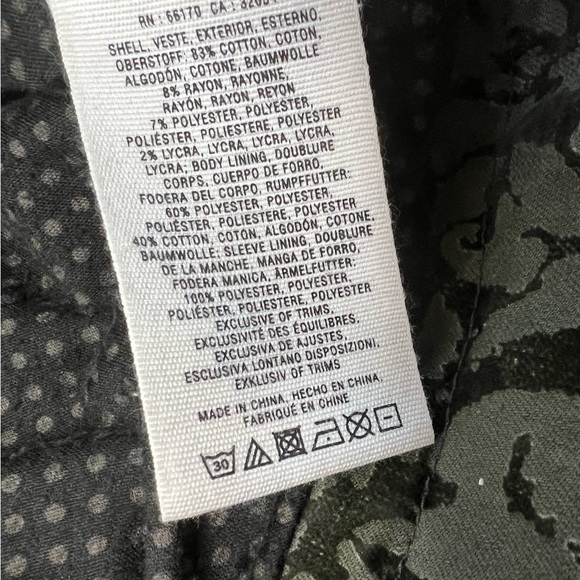 RN : 66170 CA :
SHELL, VESTE, EXTERIOR, ESTERNO,
OBERSTOFF, 83% COTTON, COTON,
ALGODÓN, COTONE, BAUMWOLLE
8% RAYON, RAYONNE,
RAYÓN, RAYON, REYON
7% POLYESTER, POLYESTER,
POLIÉSTER, POLIESTERE, POLYESTER
2% LYCRA, LYCRA, LYCRA, LYCRA,
LYCRA; BODY LINING, DOUBLURE
CORPS, CUERPO DE FORRO,
FODERA DEL CORPO, RUMPFFUTTER:
60% POLYESTER, POLYESTER,
POLIÉSTER, POLIESTERE, POLYESTER
40% COTTON, COTON, ALGODÓN, COTONE,
BAUMWOLLE; SLEEVE LINING, DOUBLURE
DE LA MANCHE, MANGA DE FORRO,
FODERA MANICA, ÄRMELFUTTER:
100% POLYESTER, POLYESTER,
POLIÉSTER, POLIESTERE, POLYESTER
EXCLUSIVE OF TRIMS,
EXCLUSIVITÉ DES ÉQUILIBRES,
EXCLUSIVA DE AJUSTES,
ESCLUSIVA LONTANO DISPOSIZIONI,
EXKLUSIV OF TRIMS
MADE IN CHINA, HECHO EN CHINA,
FABRIQUÉ EN CHINE
30